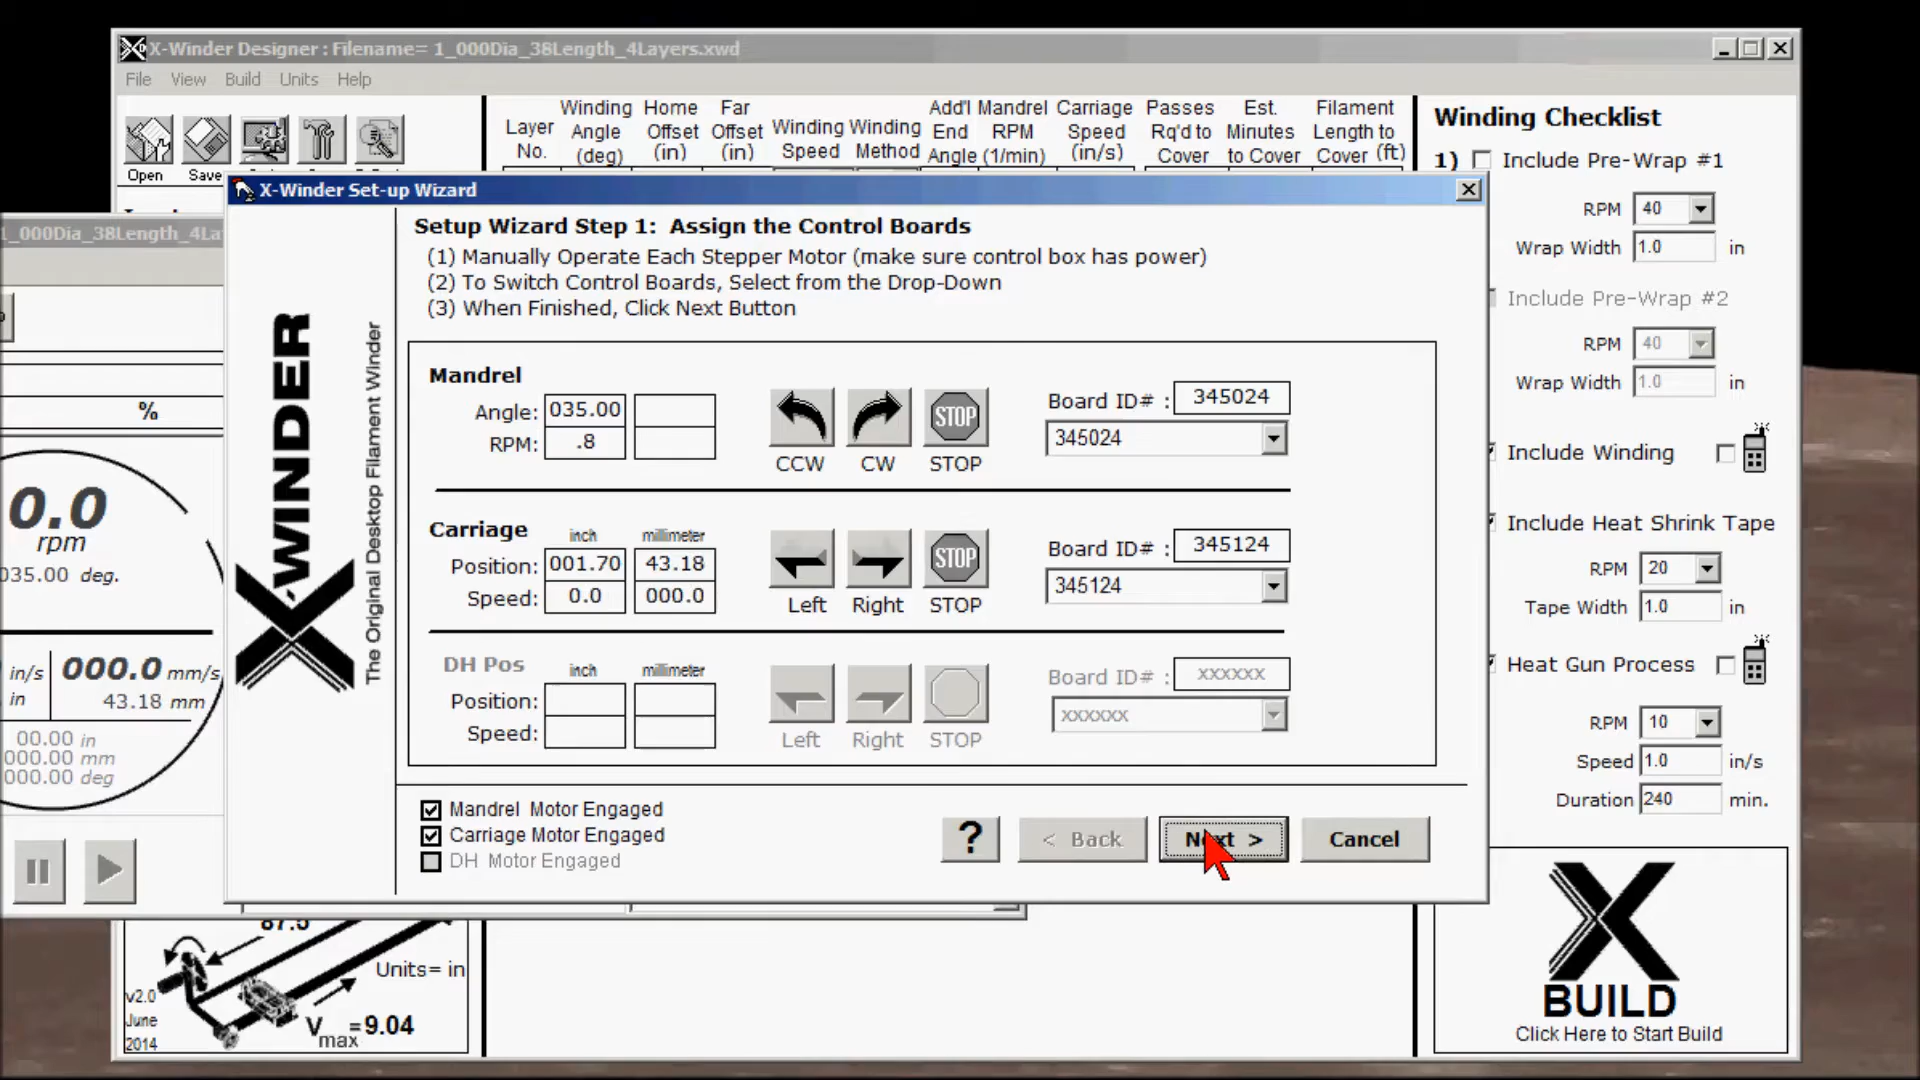 X-Winder Designer : Filename= 1_000Dia_38Length_4Layers.xwd
File View Build Units Help
Open Save
Layer No.
Winding Angle (deg)
Home Offset (in)
Far Offset (in)
Winding Speed
Winding Method
Add'l End Angle
Mandrel RPM (1/min)
Carriage Speed (in/s)
Passes Rq'd to Cover
Est. Minutes to Cover
Filament Length to Cover (ft)
X-Winder Set-up Wizard
1_000Dia_38Length_4La
%
0.0
rpm
035.00 deg.
in/s 000.0 mm/s
in 43.18 mm
00.00 in
000.00 mm
000.00 deg
X-WINDER
The Original Desktop Filament Winder
Setup Wizard Step 1: Assign the Control Boards
(1) Manually Operate Each Stepper Motor (make sure control box has power)
(2) To Switch Control Boards, Select from the Drop-Down
(3) When Finished, Click Next Button
Mandrel
Angle: 035.00
RPM: .8
CCW CW STOP
STOP
Board ID# : 345024
345024
Carriage inch millimeter
Position: 001.70 43.18
Speed: 0.0 000.0
STOP
Left Right STOP
Board ID# : 345124
345124
DH Pos inch millimeter
Position:
Speed:
Left Right STOP
Board ID# : xxxxxx
xxxxxx
Mandrel Motor Engaged
Carriage Motor Engaged
DH Motor Engaged
? < Back Next > Cancel
87.5
Units= in
v2.0
June
2014
Vmax=9.04
Winding Checklist
1) Include Pre-Wrap #1
RPM 40
Wrap Width 1.0 in
Include Pre-Wrap #2
RPM 40
Wrap Width 1.0 in
Include Winding
Include Heat Shrink Tape
RPM 20
Tape Width 1.0 in
Heat Gun Process
RPM 10
Speed 1.0 in/s
Duration 240 min.
X
BUILD
Click Here to Start Build